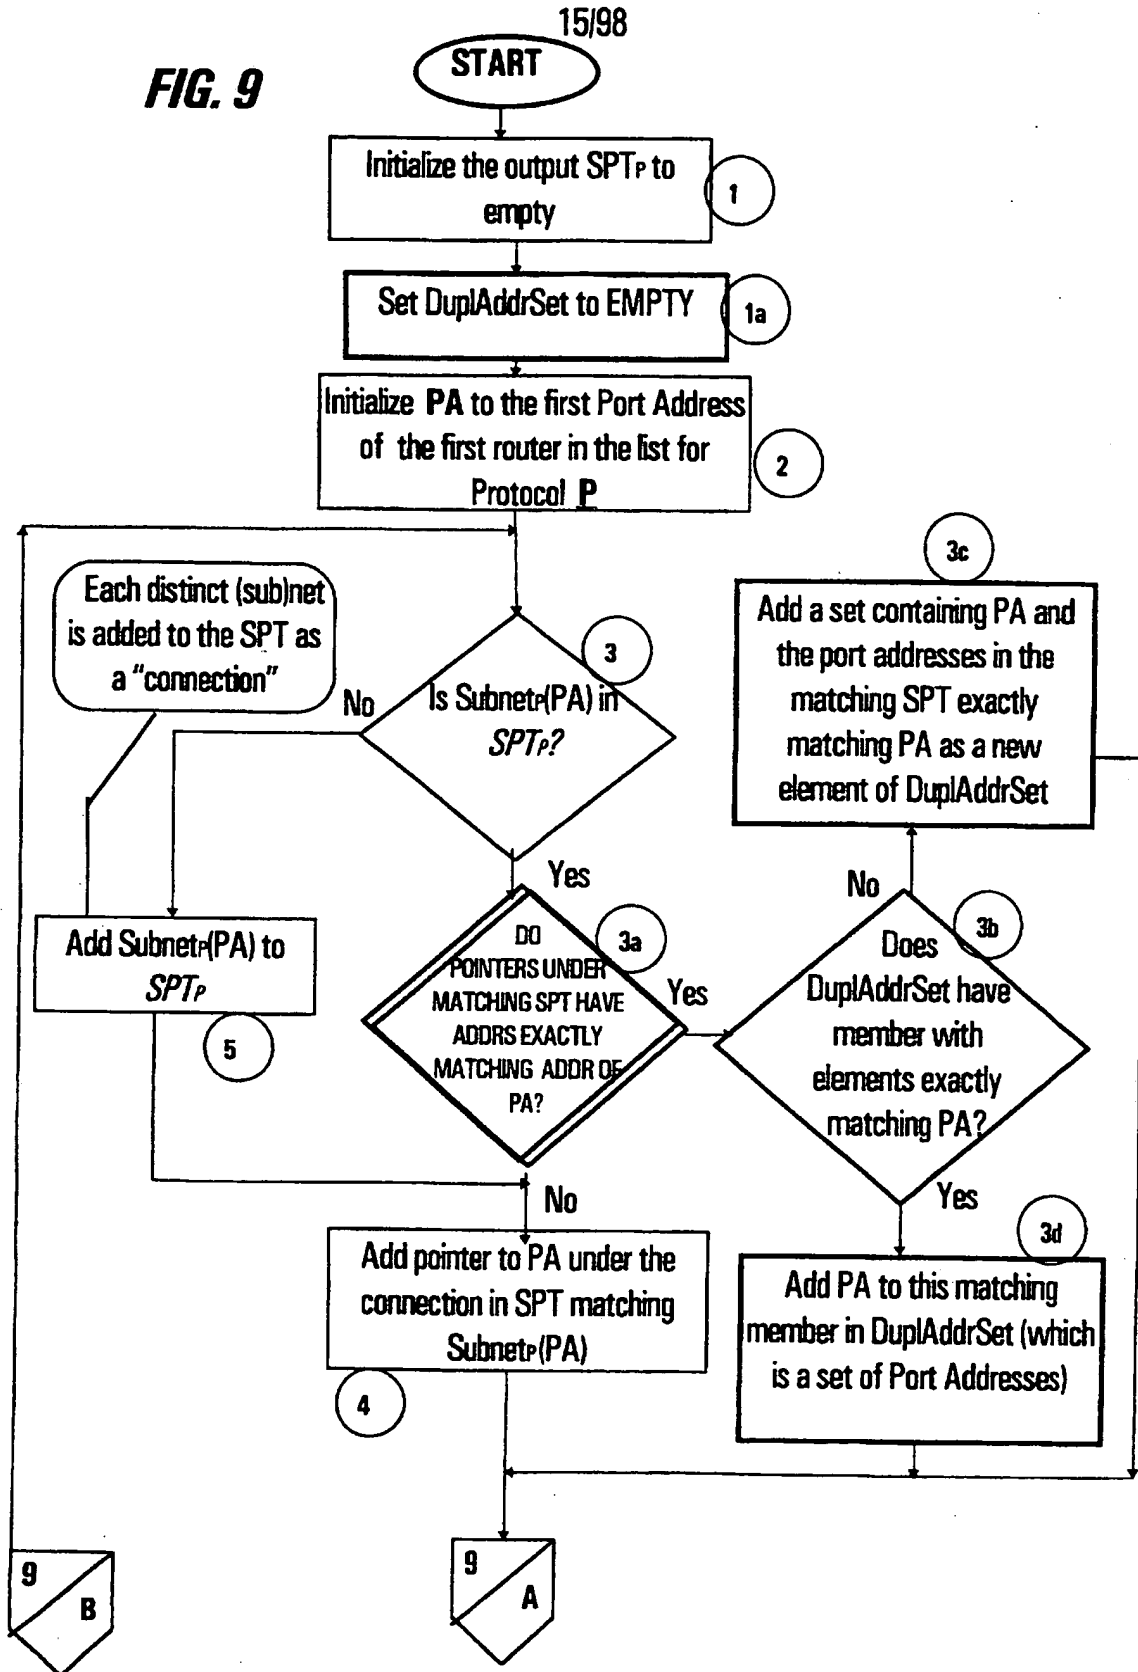 15/98
FIG. 9
START
Initialize the output SPTP to
empty
1
Set DuplAddrSet to EMPTY
1a
Initialize PA to the first Port Address
of the first router in the list for
Protocol P
2
Each distinct (sub)net
is added to the SPT as
a "connection"
3
Is SubnetP(PA) in
SPTP?
No
Yes
3c
Add a set containing PA and
the port addresses in the
matching SPT exactly
matching PA as a new
element of DuplAddrSet
Add SubnetP(PA) to
SPTP
5
3a
DO
POINTERS UNDER
MATCHING SPT HAVE
ADDRS EXACTLY
MATCHING ADDR OF
PA?
Yes
No
3b
Does
DuplAddrSet have
member with
elements exactly
matching PA?
No
Yes
Add pointer to PA under the
connection in SPT matching
SubnetP(PA)
4
3d
Add PA to this matching
member in DuplAddrSet (which
is a set of Port Addresses)
9
B
9
A